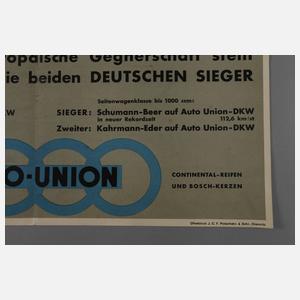 opäische Gegnerschaft stell
ie beiden DEUTSCHEN SIEGER
Seitenwagenklasse bis 1000 ccm:
W SIEGER: Schumann-Beer auf Auto Union-DKW
in neuer Rekordzeit 112,6 km/st
Zweiter: Kahrmann-Eder auf Auto Union-DKW
O-UNION
CONTINENTAL-REIFEN
UND BOSCH-KERZEN